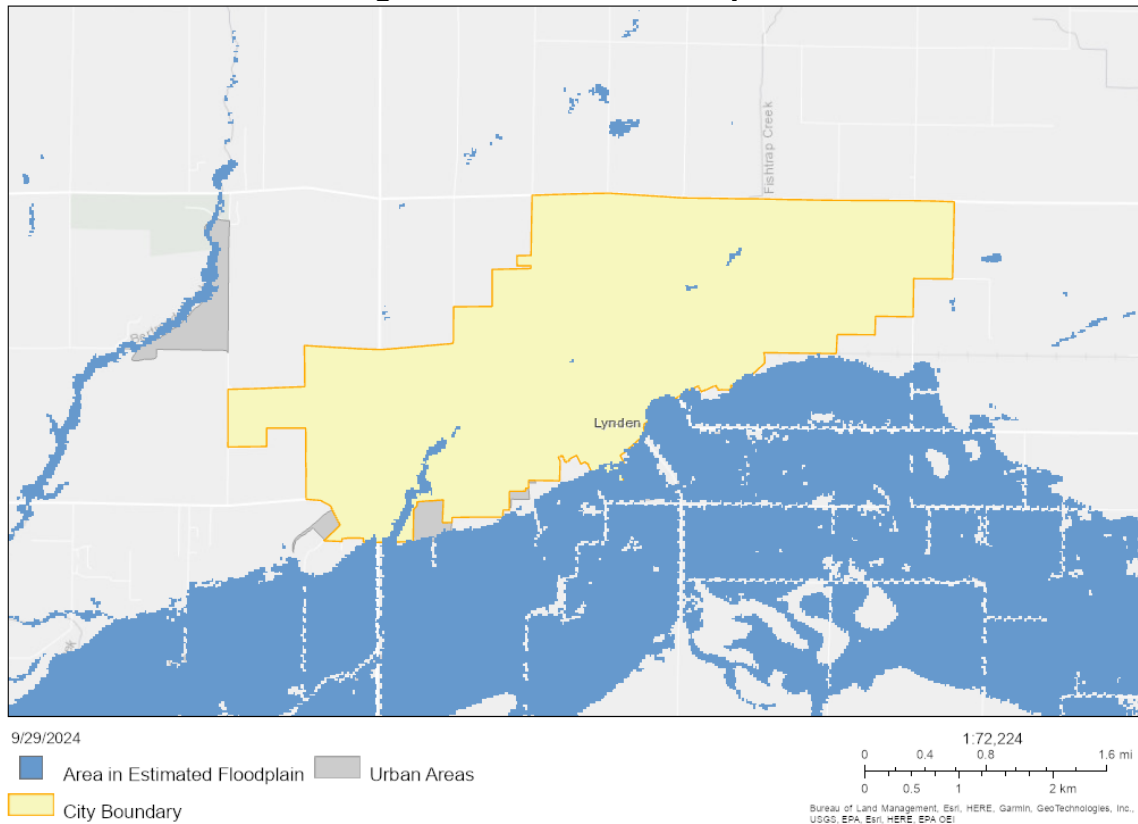 Fishtrap Creek
Lynden
9/29/2024
Area in Estimated Floodplain
Urban Areas
City Boundary
1:72,224
0 0.4 0.8 1.6 mi
0 0.5 1 2 km
Bureau of Land Management, Esri, HERE, Garmin, GeoTechnologies, Inc.,
USGS, EPA, Esri, HERE, EPA OEI